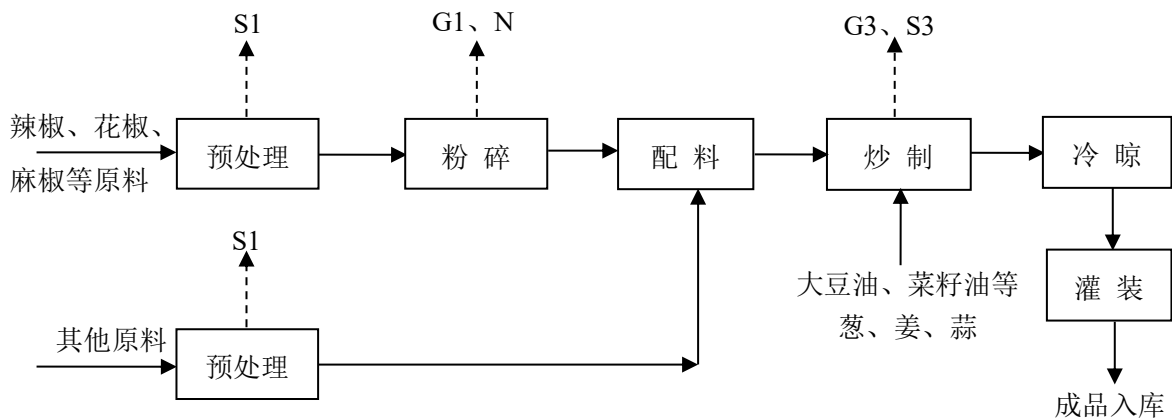 S1
G1、N
G3、S3
辣椒、花椒、
麻椒等原料
预处理
粉 碎
配 料
炒 制
冷 晾
S1
大豆油、菜籽油等
葱、姜、蒜
灌 装
其他原料
预处理
成品入库